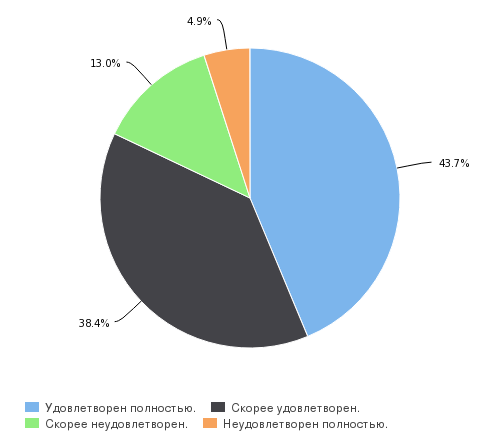 4.9%
13.0%
43.7%
38.4%
Удовлетворен полностью. Скорее удовлетворен.
Скорее неудовлетворен. Неудовлетворен полностью.